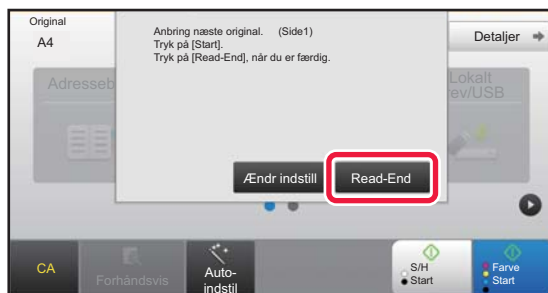 Original
A4
Anbring næste original. (Side1)
Tryk på [Start].
Tryk på [Read-End], når du er færdig.
Detaljer
Adresseb
Lokalt
rev/USB
Ændr indstill
Read-End
CA
Forhåndsvis
Auto-
indstil
S/H
Start
Farve
Start